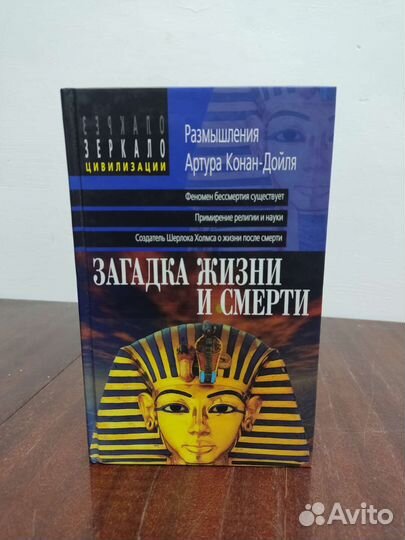 ЗЕРКАЛО
ЗЕРКАЛО
ЦИВИЛИЗАЦИИ
Размышления
Артура Конан-Дойля
Феномен бессмертия существует
Примирение религии и науки
Создатель Шерлока Холмса о жизни после смерти
ЗАГАДКА ЖИЗНИ
И СМЕРТИ
Avito